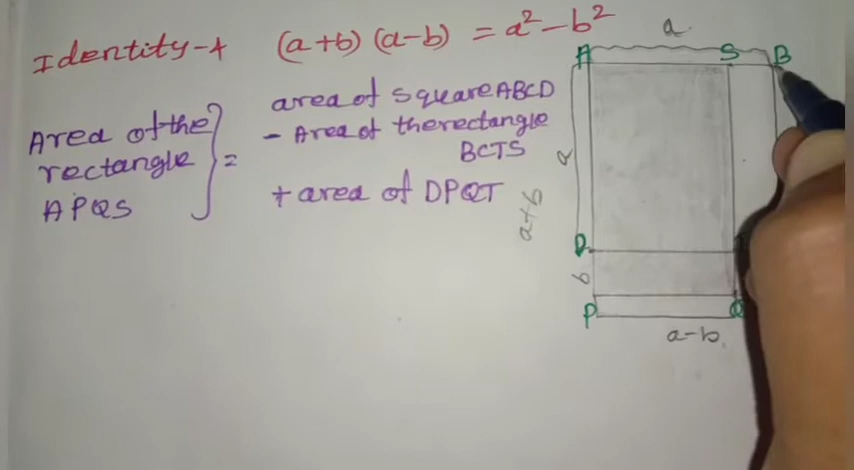 Identity-4 (a+b) (a-b) = a² - b²
Area of the rectangle APQS } =
area of square ABCD
- Area of the rectangle
BCTS
+ area of DPQT
a
A S B
a
a+b
D
b
P Q
a-b